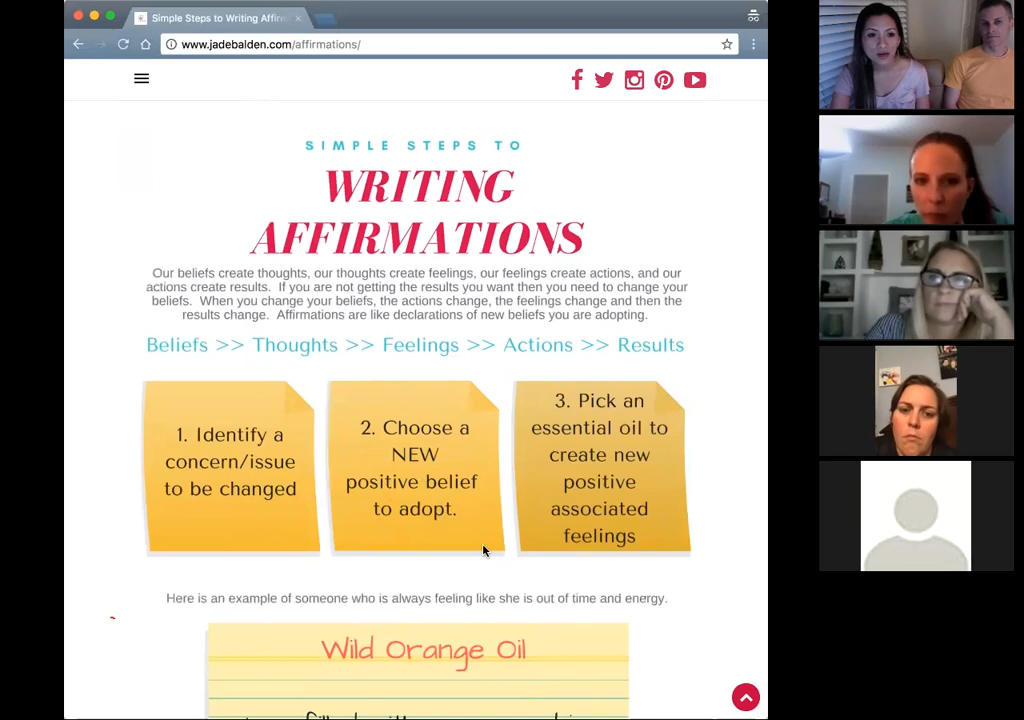 Simple Steps to Writing Affir
www.jadebalden.com/affirmations/
SIMPLE STEPS TO
WRITING
AFFIRMATIONS
Our beliefs create thoughts, our thoughts create feelings, our feelings create actions, and our
actions create results. If you are not getting the results you want then you need to change your
beliefs. When you change your beliefs, the actions change, the feelings change and then the
results change. Affirmations are like declarations of new beliefs you are adopting.
Beliefs >> Thoughts >> Feelings >> Actions >> Results
1. Identify a
concern/issue
to be changed
2. Choose a
NEW
positive belief
to adopt.
3. Pick an
essential oil to
create new
positive
associated
feelings
Here is an example of someone who is always feeling like she is out of time and energy.
Wild Orange Oil